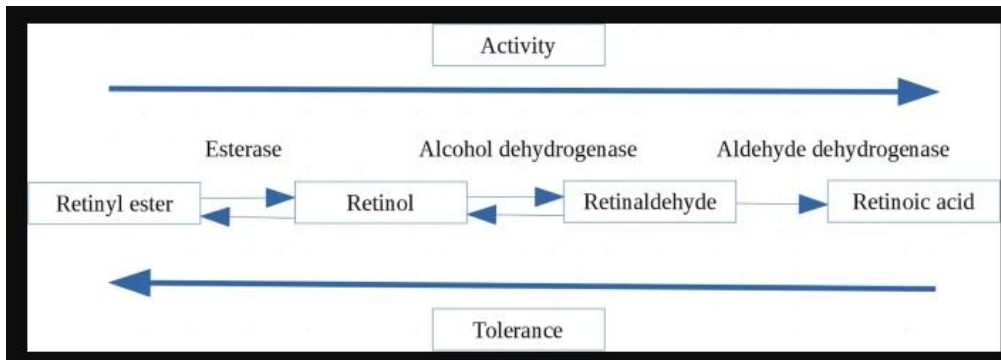 Activity
Esterase
Alcohol dehydrogenase
Aldehyde dehydrogenase
Retinyl ester
Retinol
Retinaldehyde
Retinoic acid
Tolerance